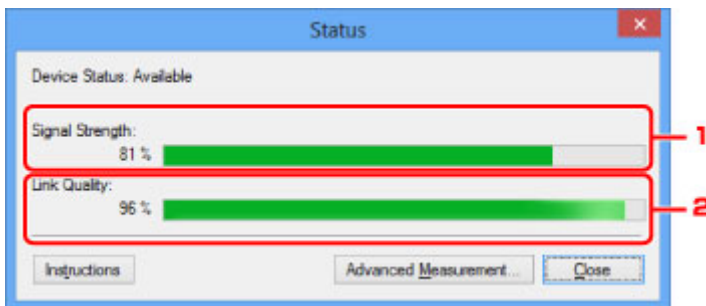 Status
Device Status: Available
Signal Strength:
81 %
1
Link Quality:
96 %
2
Instructions
Advanced Measurement...
Close